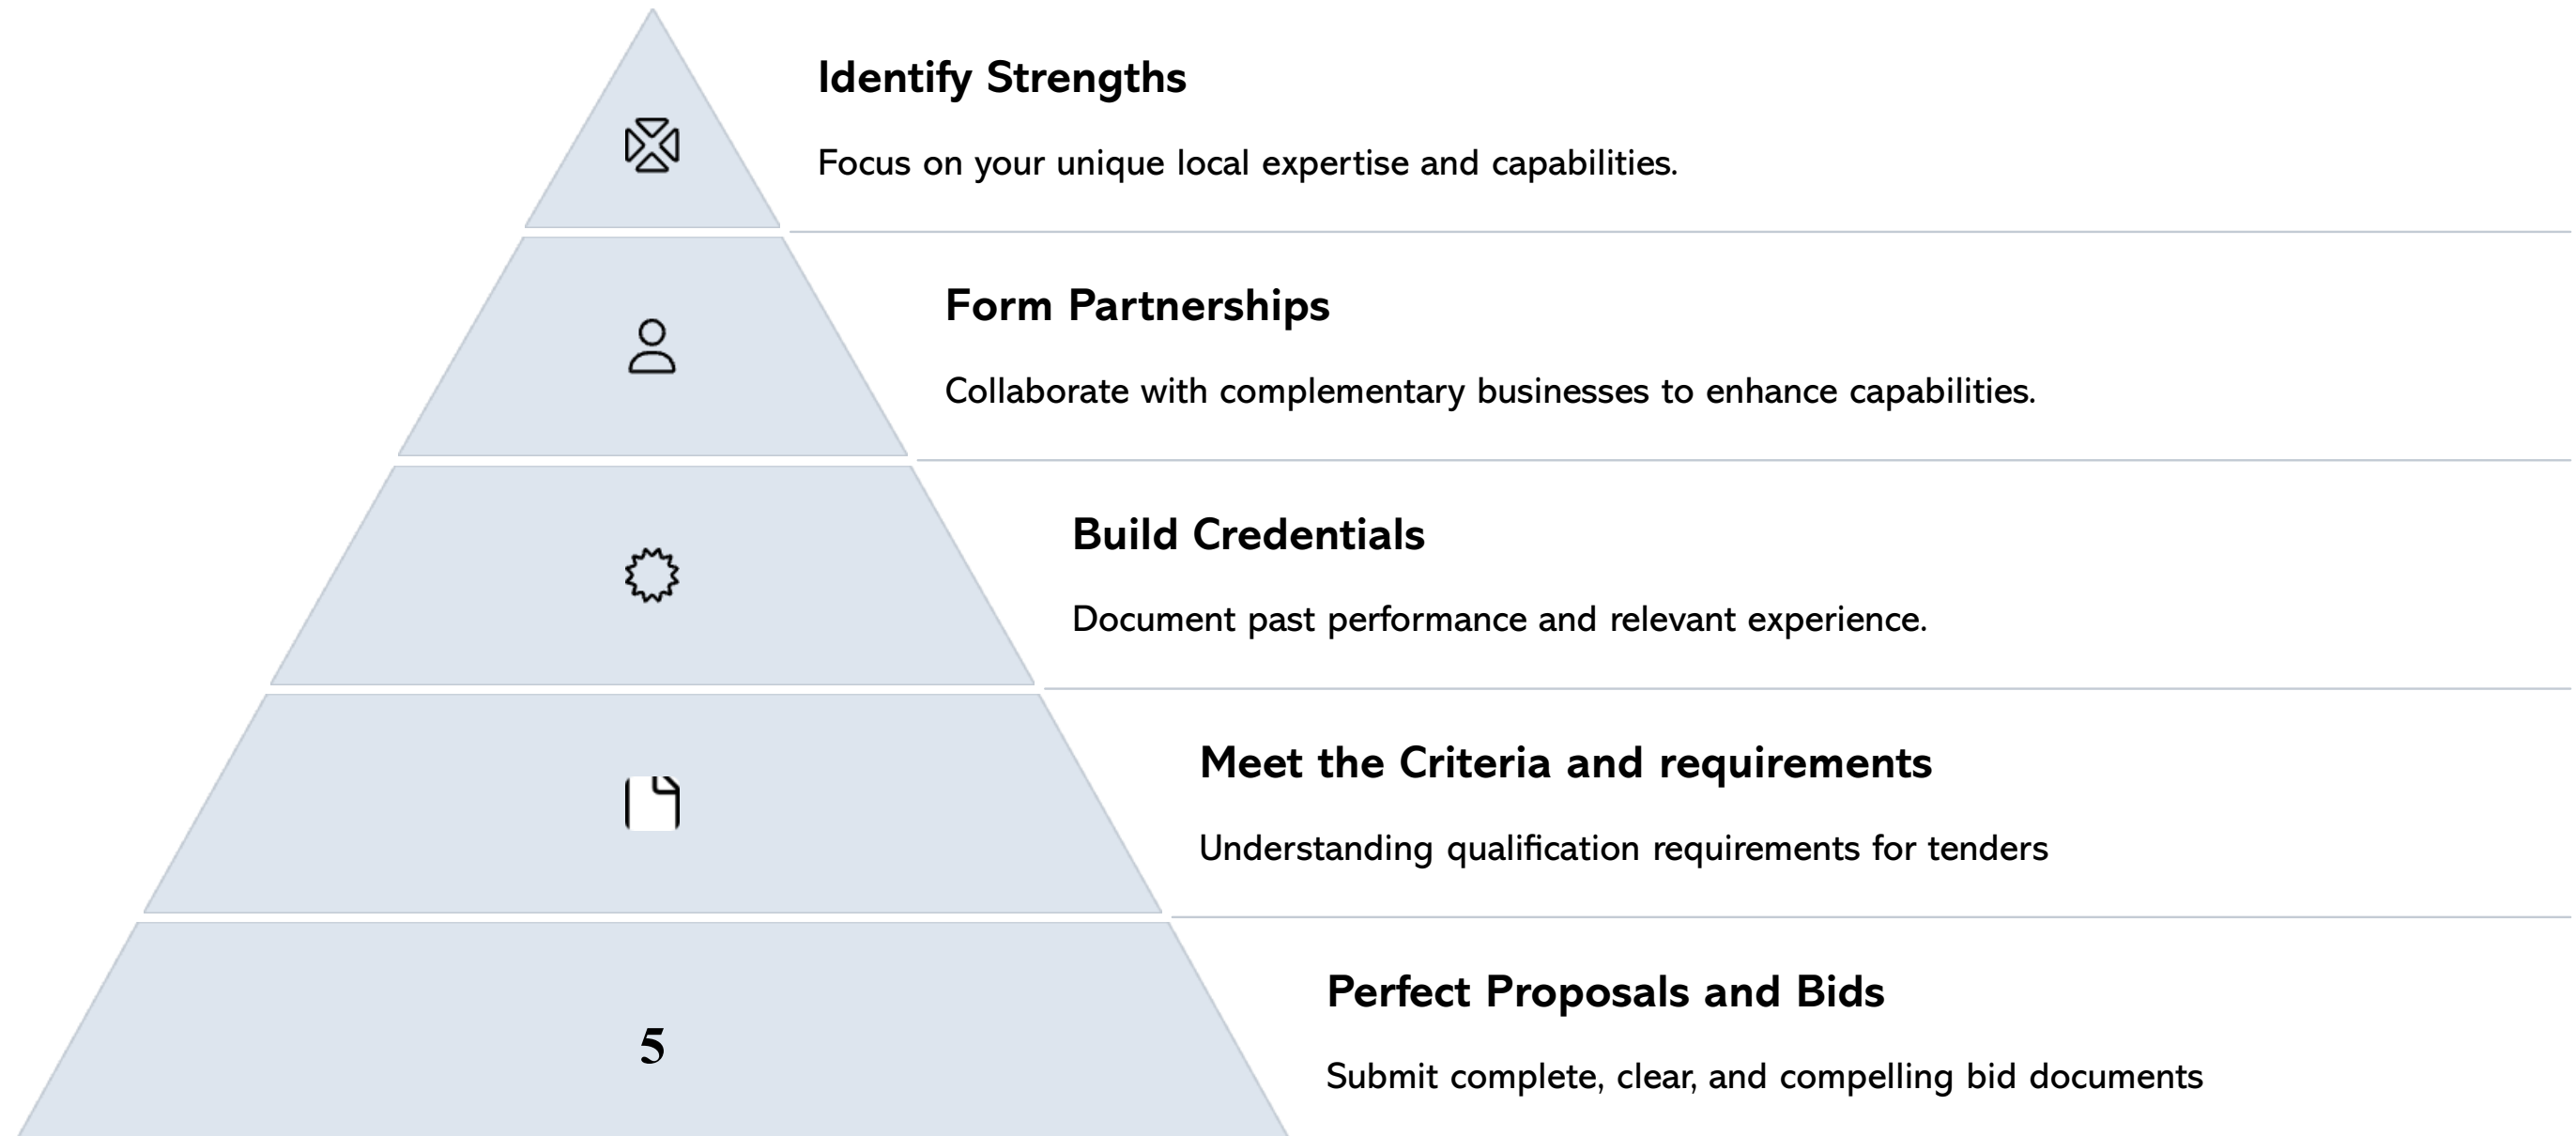 Identify Strengths
Focus on your unique local expertise and capabilities.
Form Partnerships
Collaborate with complementary businesses to enhance capabilities.
Build Credentials
Document past performance and relevant experience.
Meet the Criteria and requirements
Understanding qualification requirements for tenders
Perfect Proposals and Bids
5
Submit complete, clear, and compelling bid documents